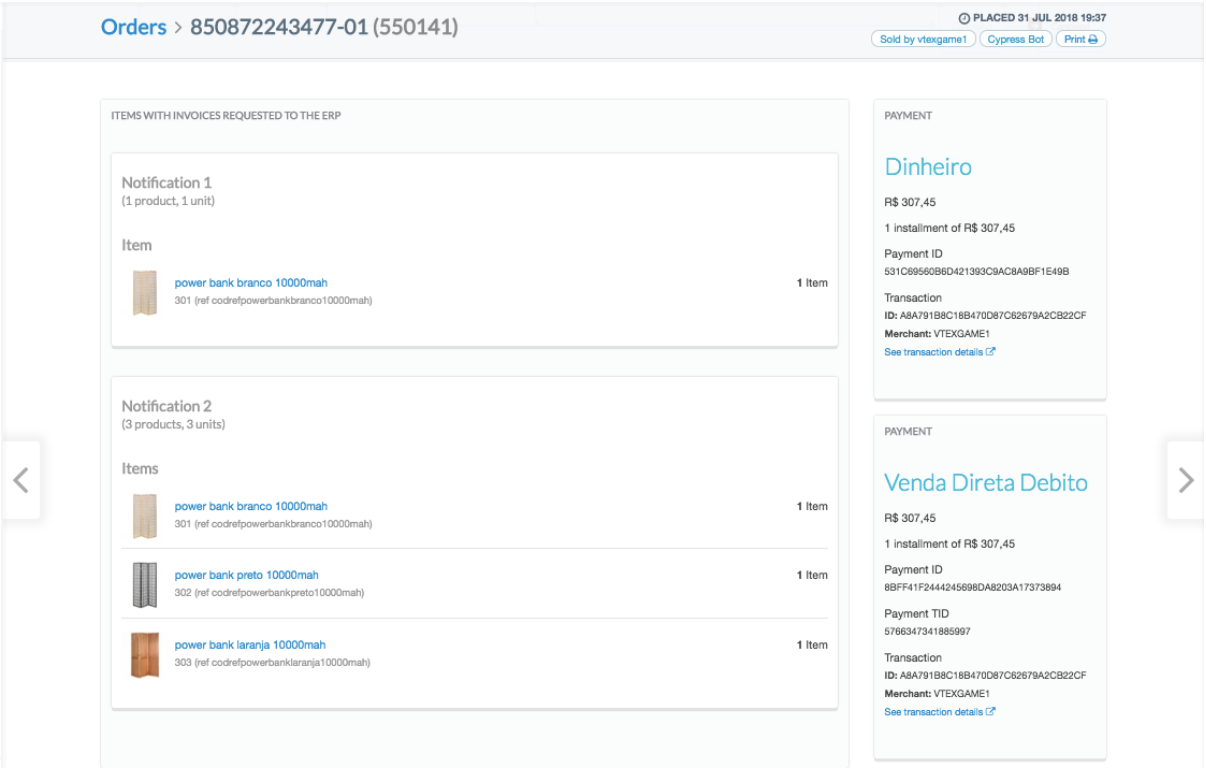 Orders > 850872243477-01 (550141)
PLACED 31 JUL 2018 19:37
Sold by vtexgame1 Cypress Bot Print
ITEMS WITH INVOICES REQUESTED TO THE ERP
Notification 1
(1 product, 1 unit)
Item
power bank branco 10000mah 1 Item
301 (ref codrefpowerbankbranco10000mah)
Notification 2
(3 products, 3 units)
Items
power bank branco 10000mah 1 Item
301 (ref codrefpowerbankbranco10000mah)
power bank preto 10000mah 1 Item
302 (ref codrefpowerbankpreto10000mah)
power bank laranja 10000mah 1 Item
303 (ref codrefpowerbanklaranja10000mah)
PAYMENT
Dinheiro
R$ 307,45
1 installment of R$ 307,45
Payment ID
531C69560B6D421393C9AC8A9BF1E49B
Transaction
ID: A8A791B8C18B470D87C62679A2CB22CF
Merchant: VTEXGAME1
See transaction details
PAYMENT
Venda Direta Debito
R$ 307,45
1 installment of R$ 307,45
Payment ID
8BFF41F2444245698DA8203A17373894
Payment TID
5766347341885997
Transaction
ID: A8A791B8C18B470D87C62679A2CB22CF
Merchant: VTEXGAME1
See transaction details